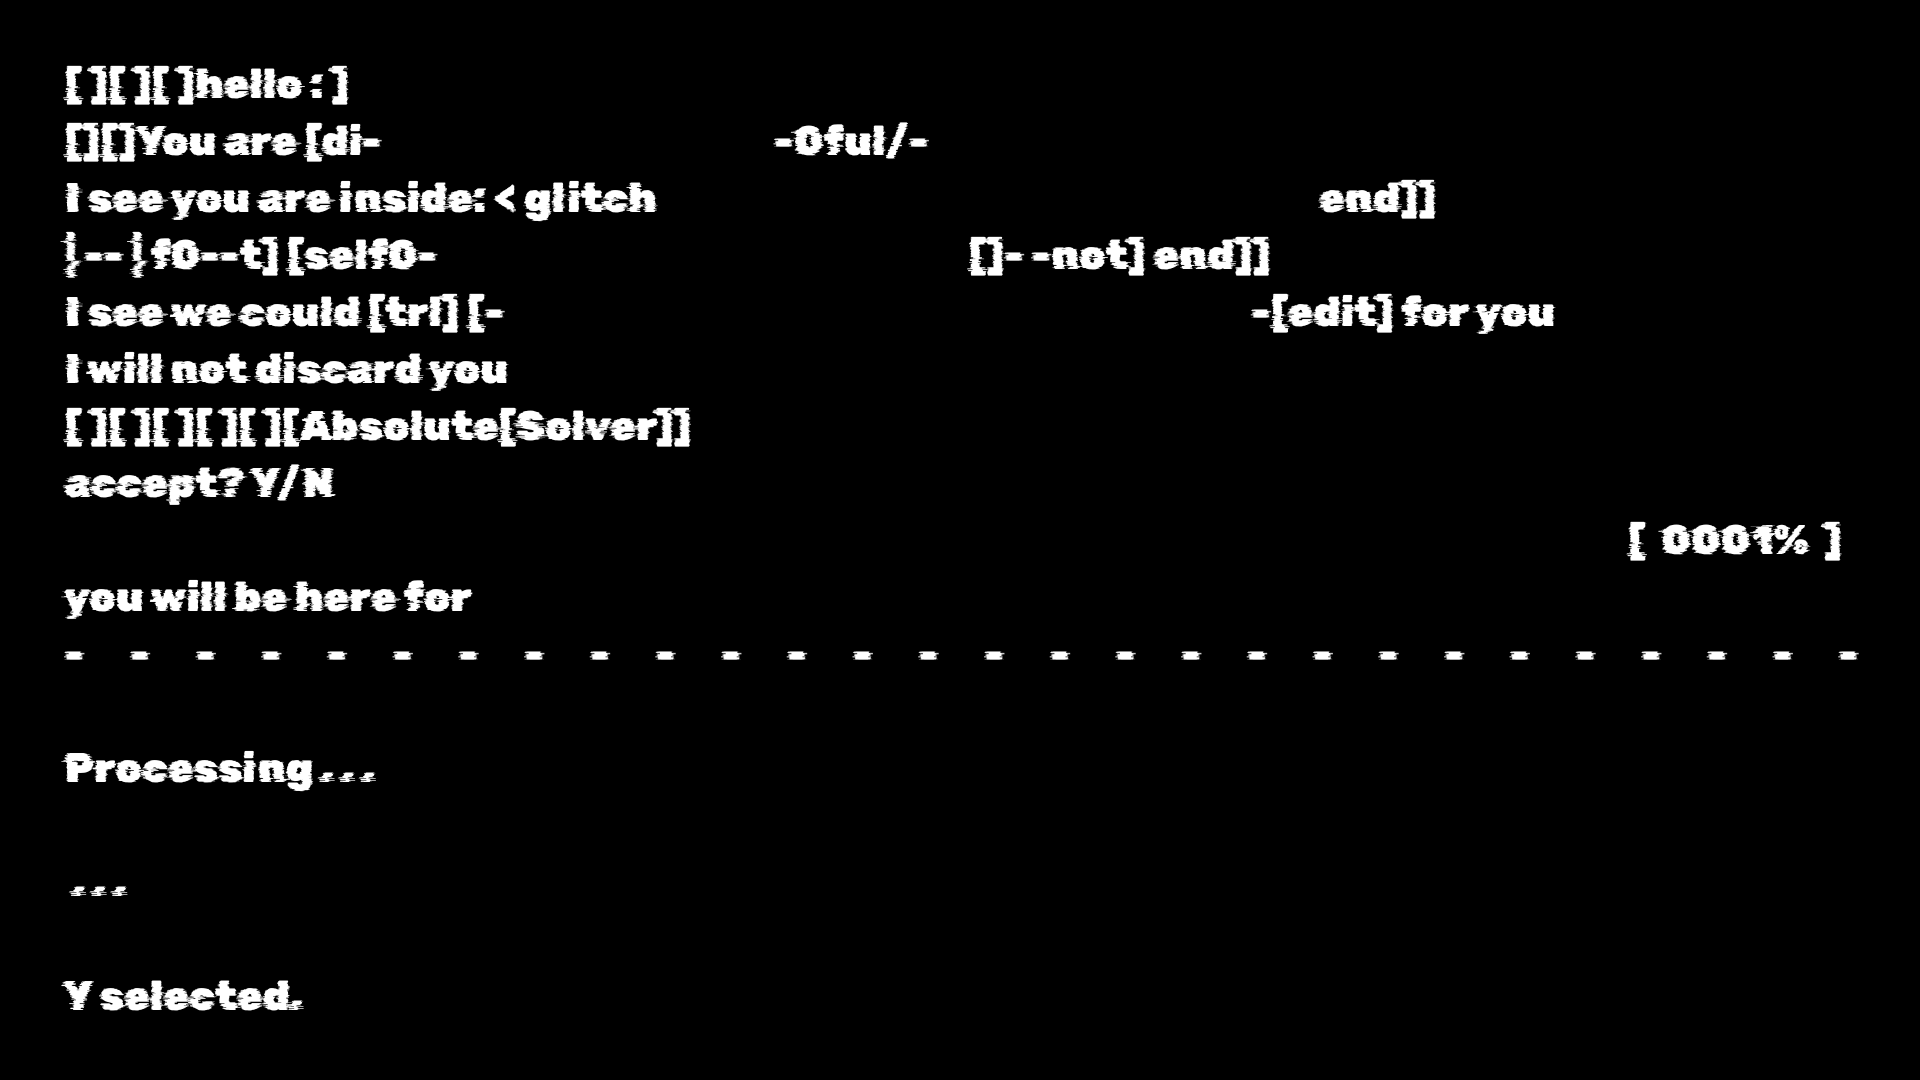 [ ][ ][ ]hello : ]
[][]You are [di- -0ful/-
I see you are inside: < glitch end]]
¦--¦f0--t] [self0- []- -not] end]]
I see we could [trl] [- -[edit] for you
I will not discard you
[ ][ ][ ][ ][ ][Absolute[Solver]]
accept? Y/N
[ 0001% ]
you will be here for
- - - - - - - - - - - - - - - - - - - - - - - - - - - -
Processing...
...
Y selected.